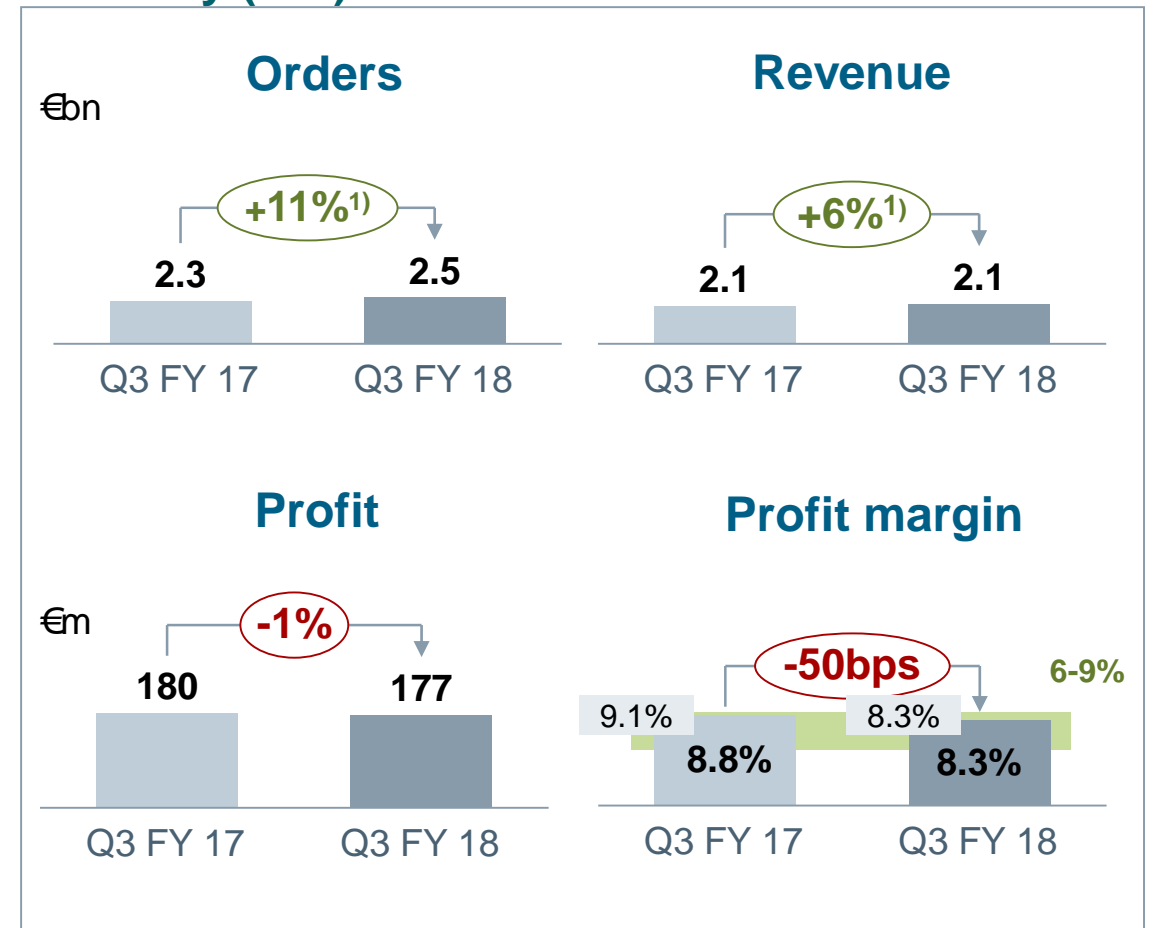 Orders
€bn
+11%1)
2.3
2.5
Q3 FY 17
Q3 FY 18
Revenue
+6%1)
2.1
2.1
Q3 FY 17
Q3 FY 18
Profit
€m
-1%
180
177
Q3 FY 17
Q3 FY 18
Profit margin
-50bps
6-9%
9.1%
8.3%
8.8%
8.3%
Q3 FY 17
Q3 FY 18